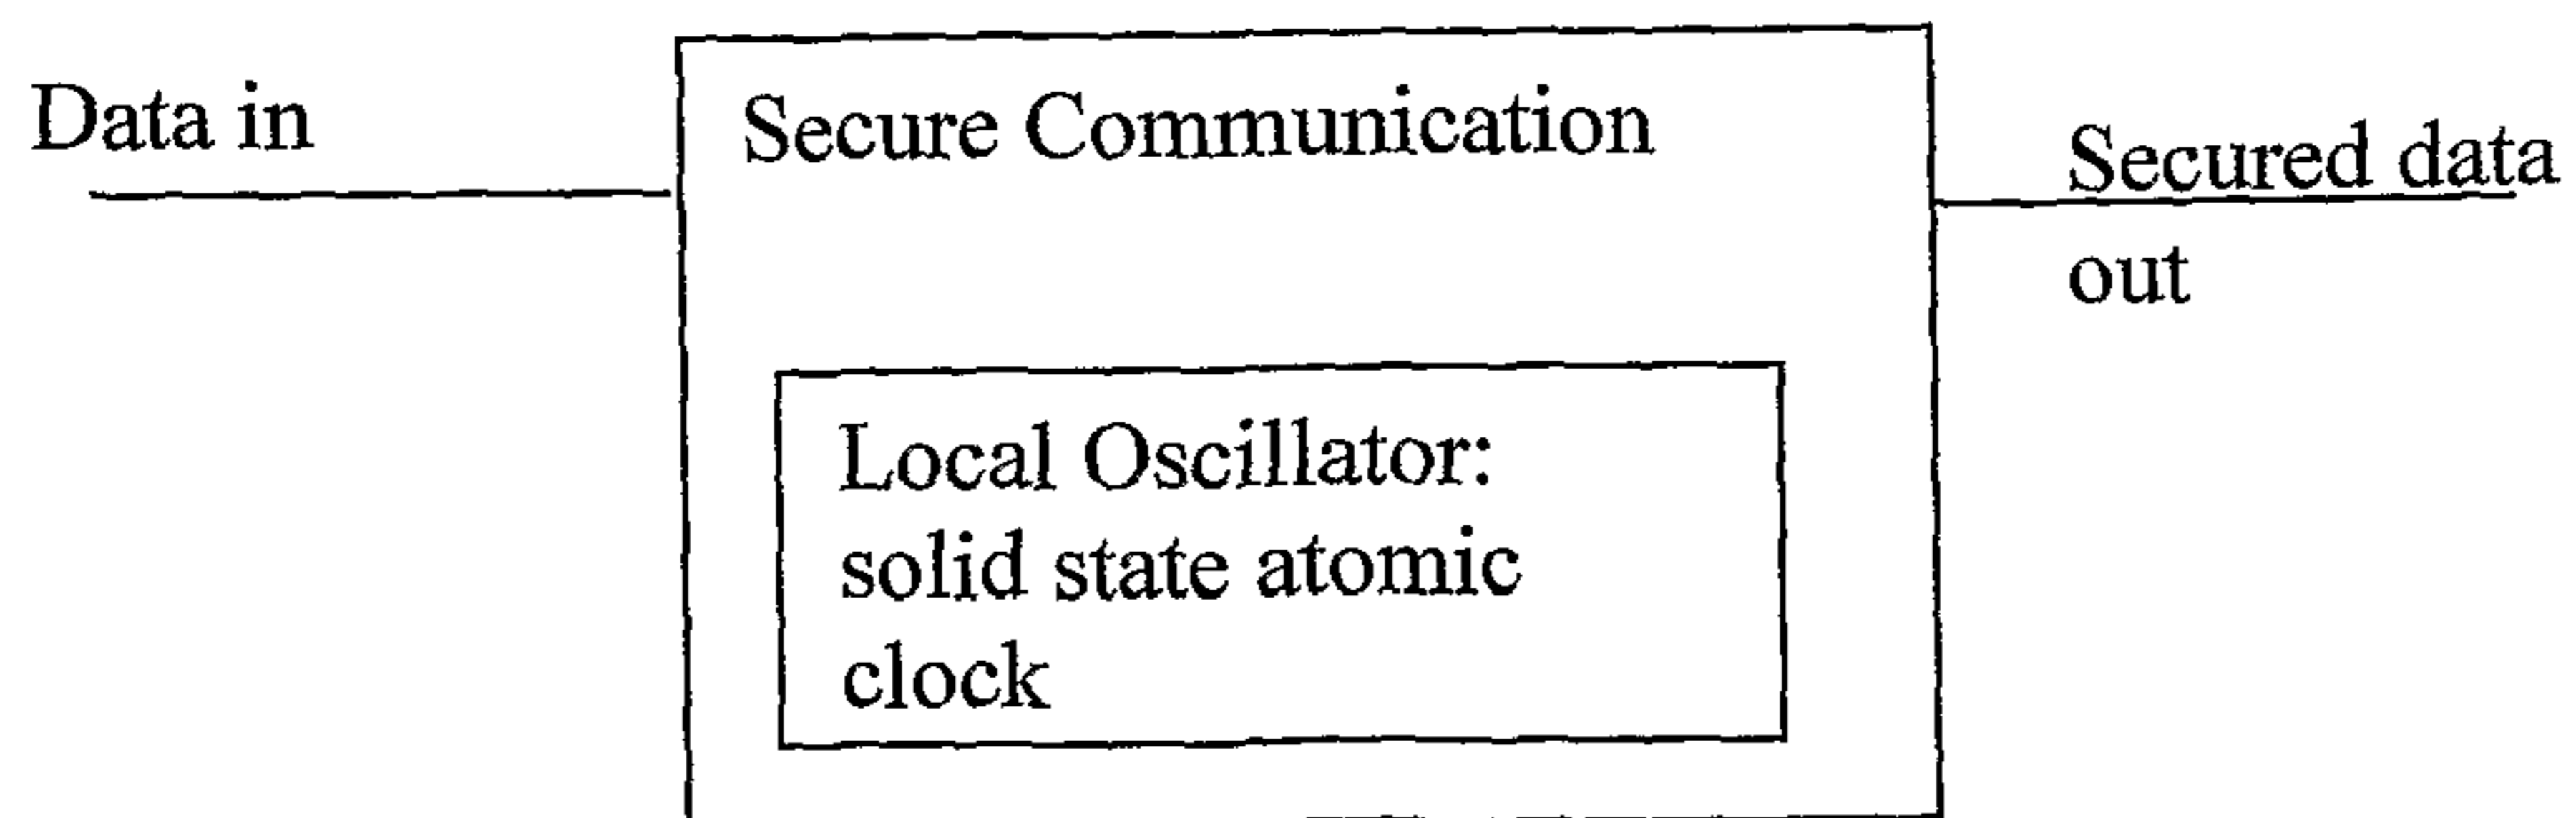 Data in
Secure Communication
Secured data
out
Local Oscillator:
solid state atomic
clock